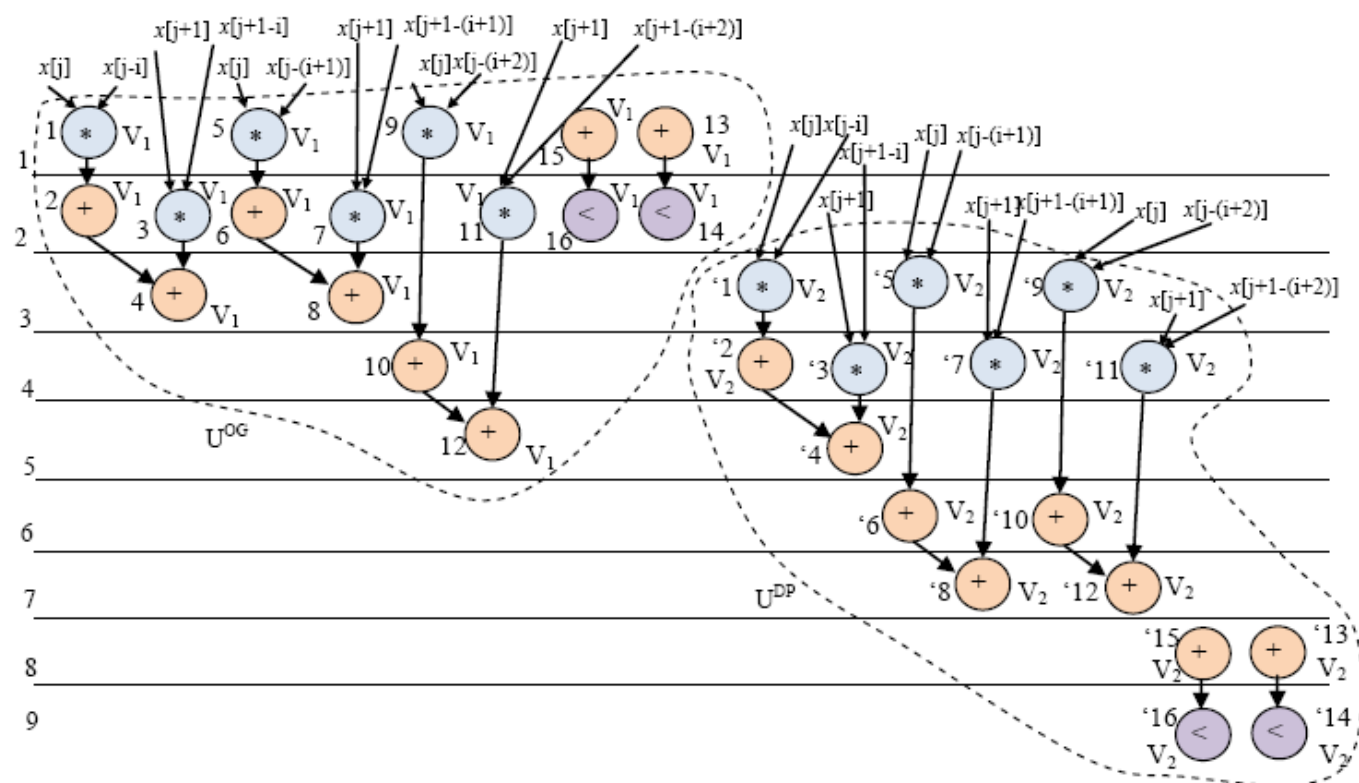 x[j+1] x[j+1-i] x[j+1] x[j+1-(i+1)] x[j+1] x[j+1-(i+2)]
x[j] x[j-i] x[j] x[j-(i+1)] x[j]x[j-(i+2)]
1 * V1 5 * V1 9 * V1 15 + V1 + 13 V1
x[j]x[j-i] x[j] x[j-(i+1)]
x[j+1-i]
1
2 + V1 3 * V1 6 + V1 7 * V1 V1 11 * 16 < V1 < V1 14
x[j+1] x[j+1] x[j+1-(i+1)] x[j] x[j-(i+2)]
2
4 + V1 8 + V1 ‘1 * V2 ‘5 * V2 ‘9 * V2
x[j+1] x[j+1-(i+2)]
3
10 + V1 ‘2 + V2 ‘3 * V2 ‘7 * V2 ‘11 * V2
4
U^OG 12 + V1 ‘4 + V2
5
‘6 + V2 ‘10 + V2
6
U^DP ‘8 + V2 ‘12 + V2
7
‘15 + V2 + ‘13 V2
8
9
‘16 < V2 < ‘14 V2